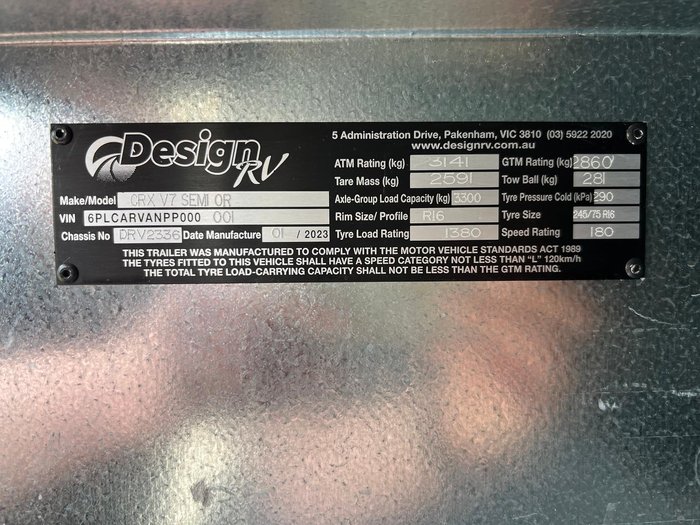 Design RV
5 Administration Drive, Pakenham, VIC 3810 (03) 5922 2020
www.designrv.com.au
ATM Rating (kg) 3141 GTM Rating (kg) 2860
Tare Mass (kg) 2591 Tow Ball (kg) 281
Make/Model CRX V7 SEMI OR Axle-Group Load Capacity (kg) 3300 Tyre Pressure Cold (kPa) 290
VIN 6PLCARVANPP000 001 Rim Size/ Profile R16 Tyre Size 245/75 R16
Chassis No DRV2336 Date Manufacture 01 / 2023 Tyre Load Rating 1380 Speed Rating 180
THIS TRAILER WAS MANUFACTURED TO COMPLY WITH THE MOTOR VEHICLE STANDARDS ACT 1989
THE TYRES FITTED TO THIS VEHICLE SHALL HAVE A SPEED CATEGORY NOT LESS THAN "L" 120km/h
THE TOTAL TYRE LOAD-CARRYING CAPACITY SHALL NOT BE LESS THAN THE GTM RATING.